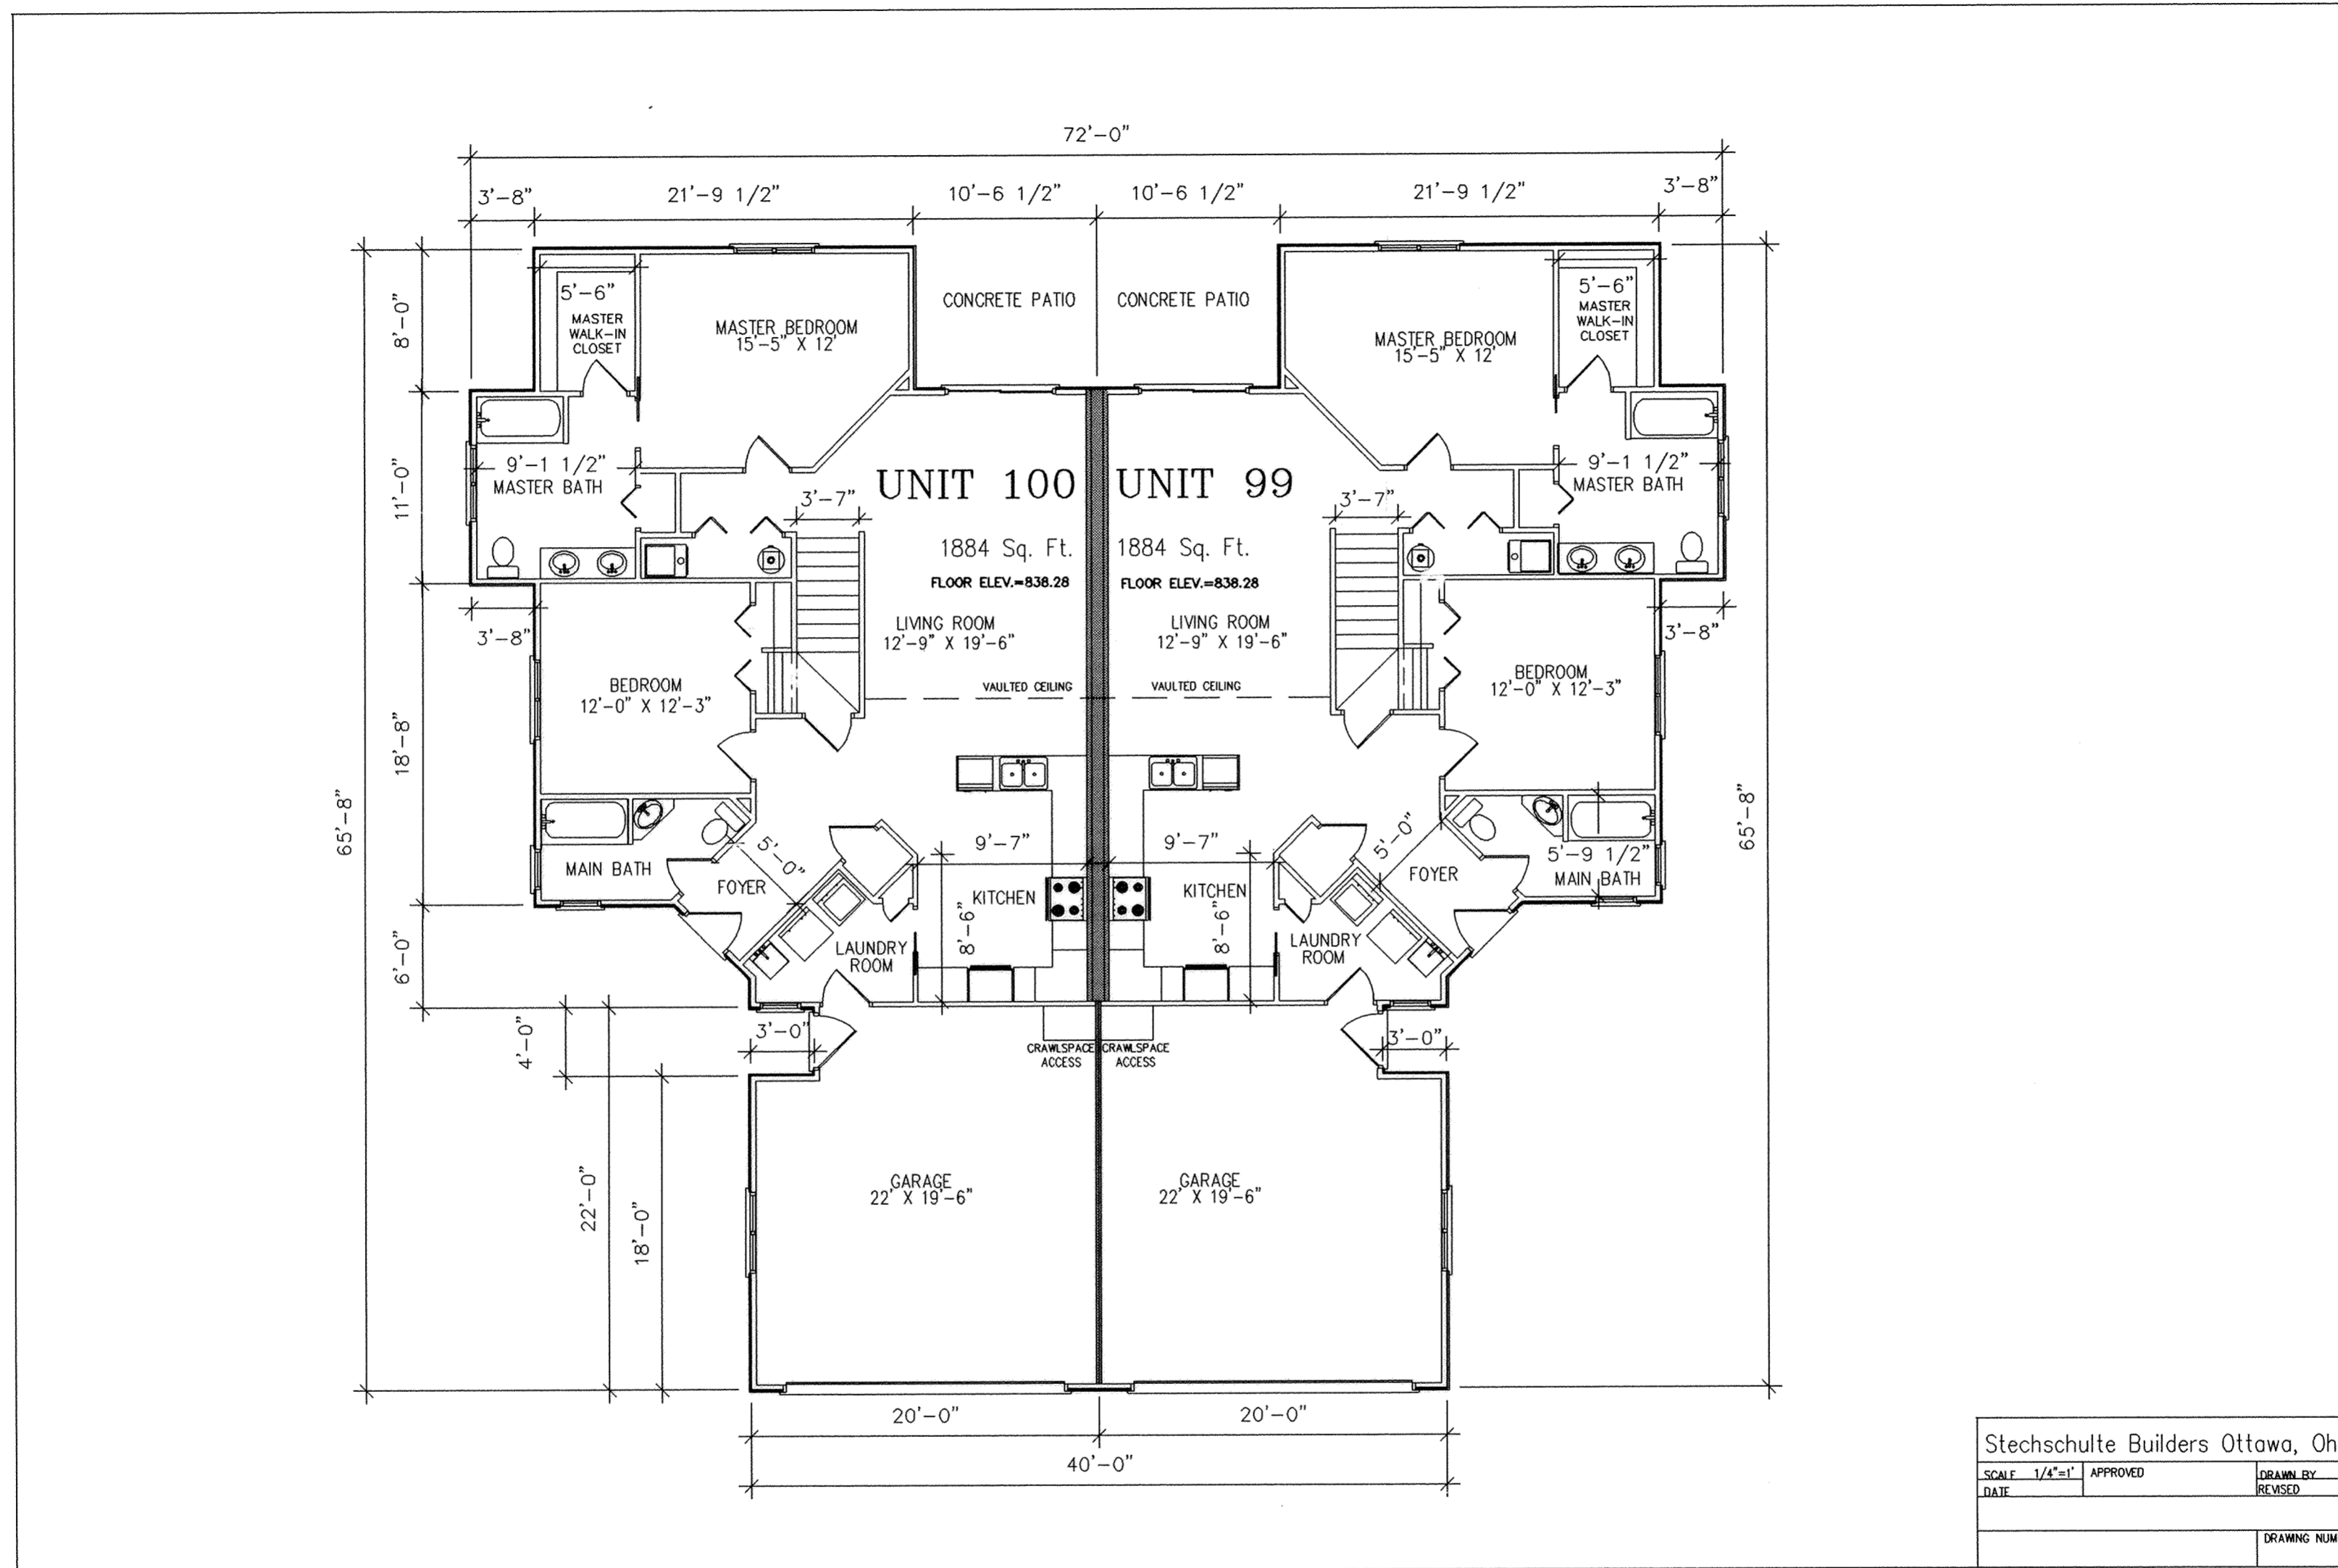 72'-0"
3'-8" 21'-9 1/2" 10'-6 1/2" 10'-6 1/2" 21'-9 1/2" 3'-8"
5'-6"
MASTER
WALK-IN
CLOSET
MASTER BEDROOM
15'-5" X 12'
CONCRETE PATIO
CONCRETE PATIO
MASTER BEDROOM
15'-5" X 12'
5'-6"
MASTER
WALK-IN
CLOSET
8'-0"
11'-0"
18'-8"
6'-0"
65'-8"
65'-8"
9'-1 1/2"
MASTER BATH
3'-7"
UNIT 100
1884 Sq. Ft.
FLOOR ELEV.=838.28
LIVING ROOM
12'-9" X 19'-6"
VAULTED CEILING
UNIT 99
1884 Sq. Ft.
FLOOR ELEV.=838.28
LIVING ROOM
12'-9" X 19'-6"
VAULTED CEILING
3'-7"
9'-1 1/2"
MASTER BATH
3'-8"
3'-8"
BEDROOM
12'-0" X 12'-3"
BEDROOM
12'-0" X 12'-3"
MAIN BATH
FOYER
5'-0"
LAUNDRY
ROOM
9'-7"
KITCHEN
8'-6"
9'-7"
KITCHEN
8'-6"
LAUNDRY
ROOM
5'-0"
FOYER
5'-9 1/2"
MAIN BATH
3'-0"
3'-0"
CRAWLSPACE
ACCESS
CRAWLSPACE
ACCESS
4'-0"
22'-0"
18'-0"
GARAGE
22' X 19'-6"
GARAGE
22' X 19'-6"
20'-0" 20'-0"
40'-0"
Stechschulte Builders Ottawa, Oh
SCALE 1/4"=1' APPROVED DRAWN BY
DATE REVISED
DRAWING NUM